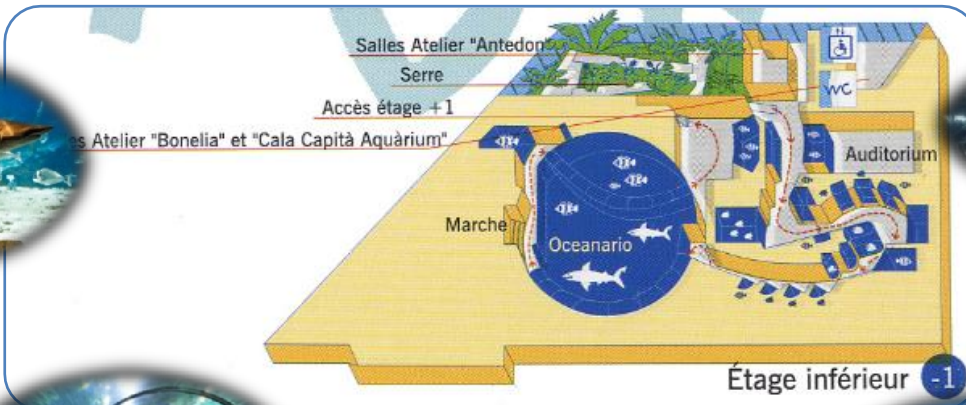 Salles Atelier "Antedon"
Serre
Accès étage +1
Atelier "Bonelia" et "Cala Capità Aquàrium"
WC
Auditorium
Marche
Oceanario
Étage inférieur -1